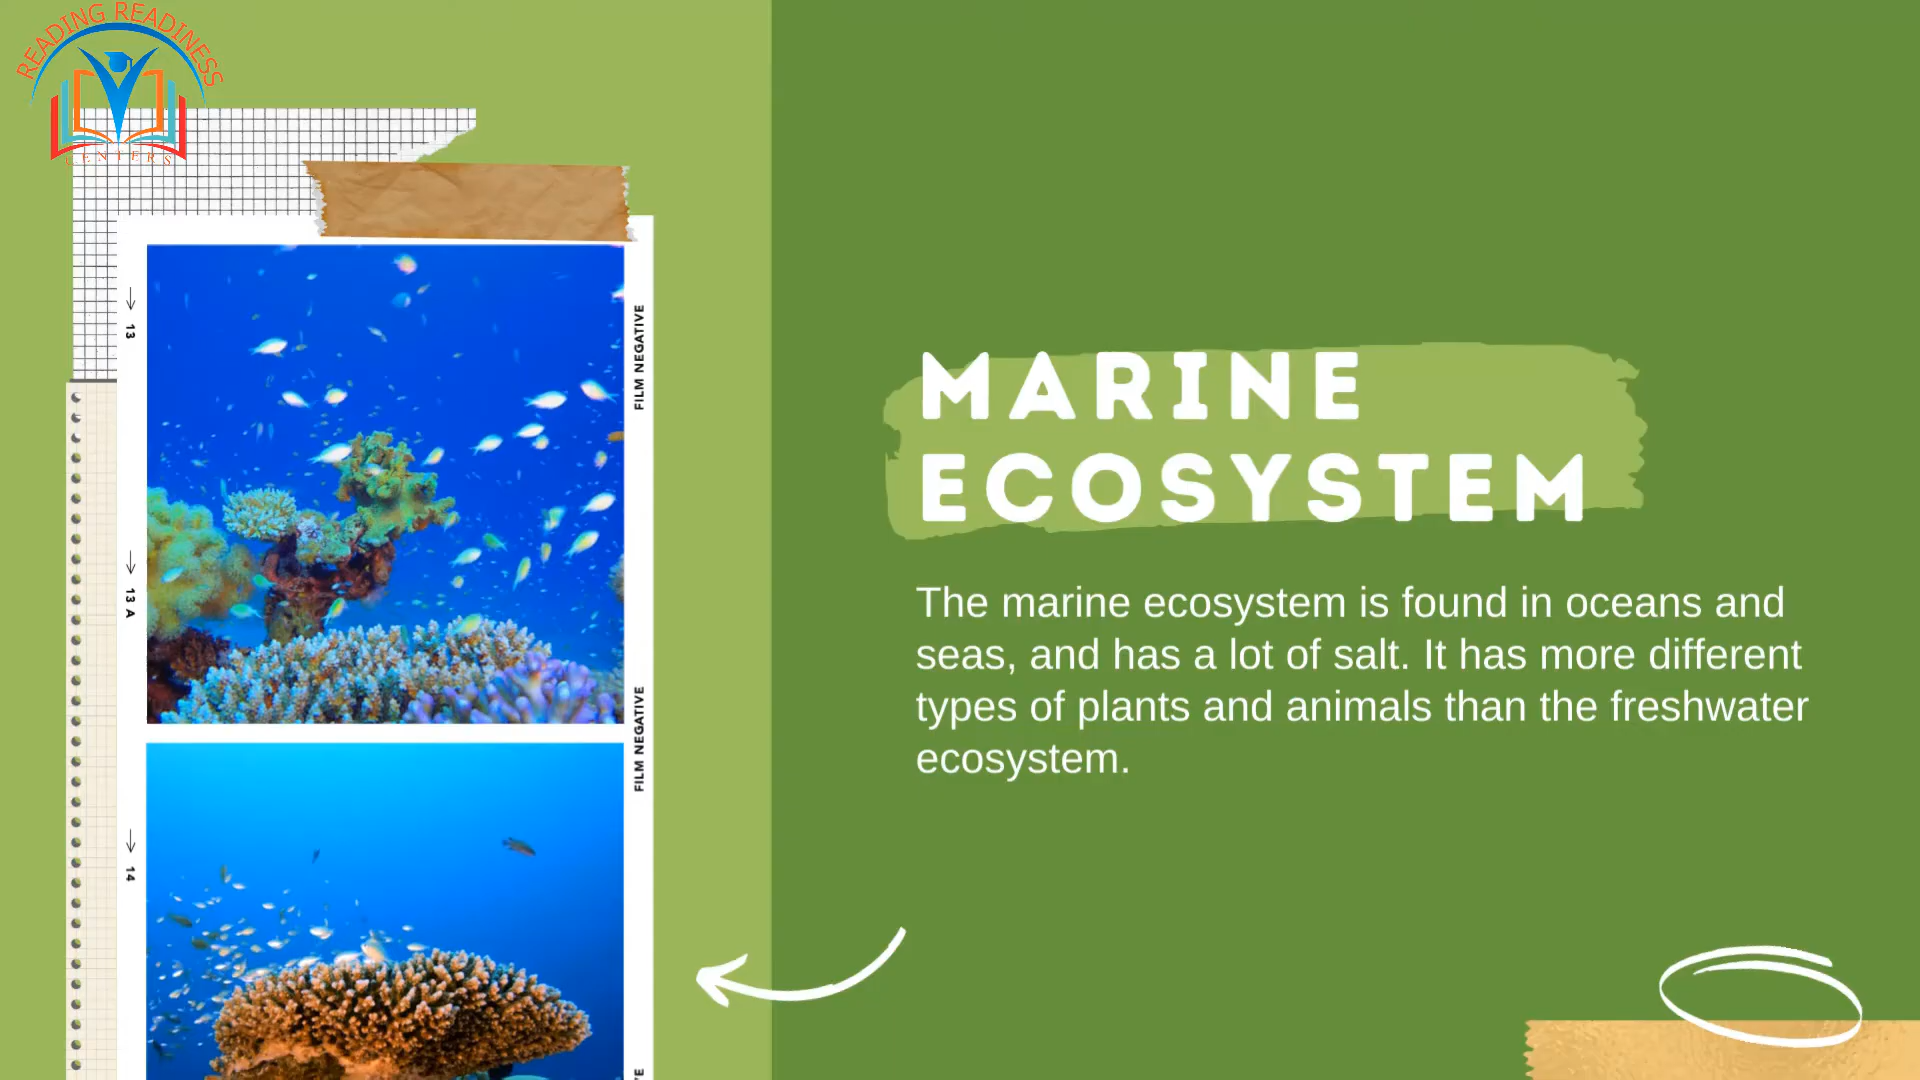 READING READINESS
CENTERS
13
FILM NEGATIVE
13 A
FILM NEGATIVE
14
MARINE
ECOSYSTEM
The marine ecosystem is found in oceans and
seas, and has a lot of salt. It has more different
types of plants and animals than the freshwater
ecosystem.